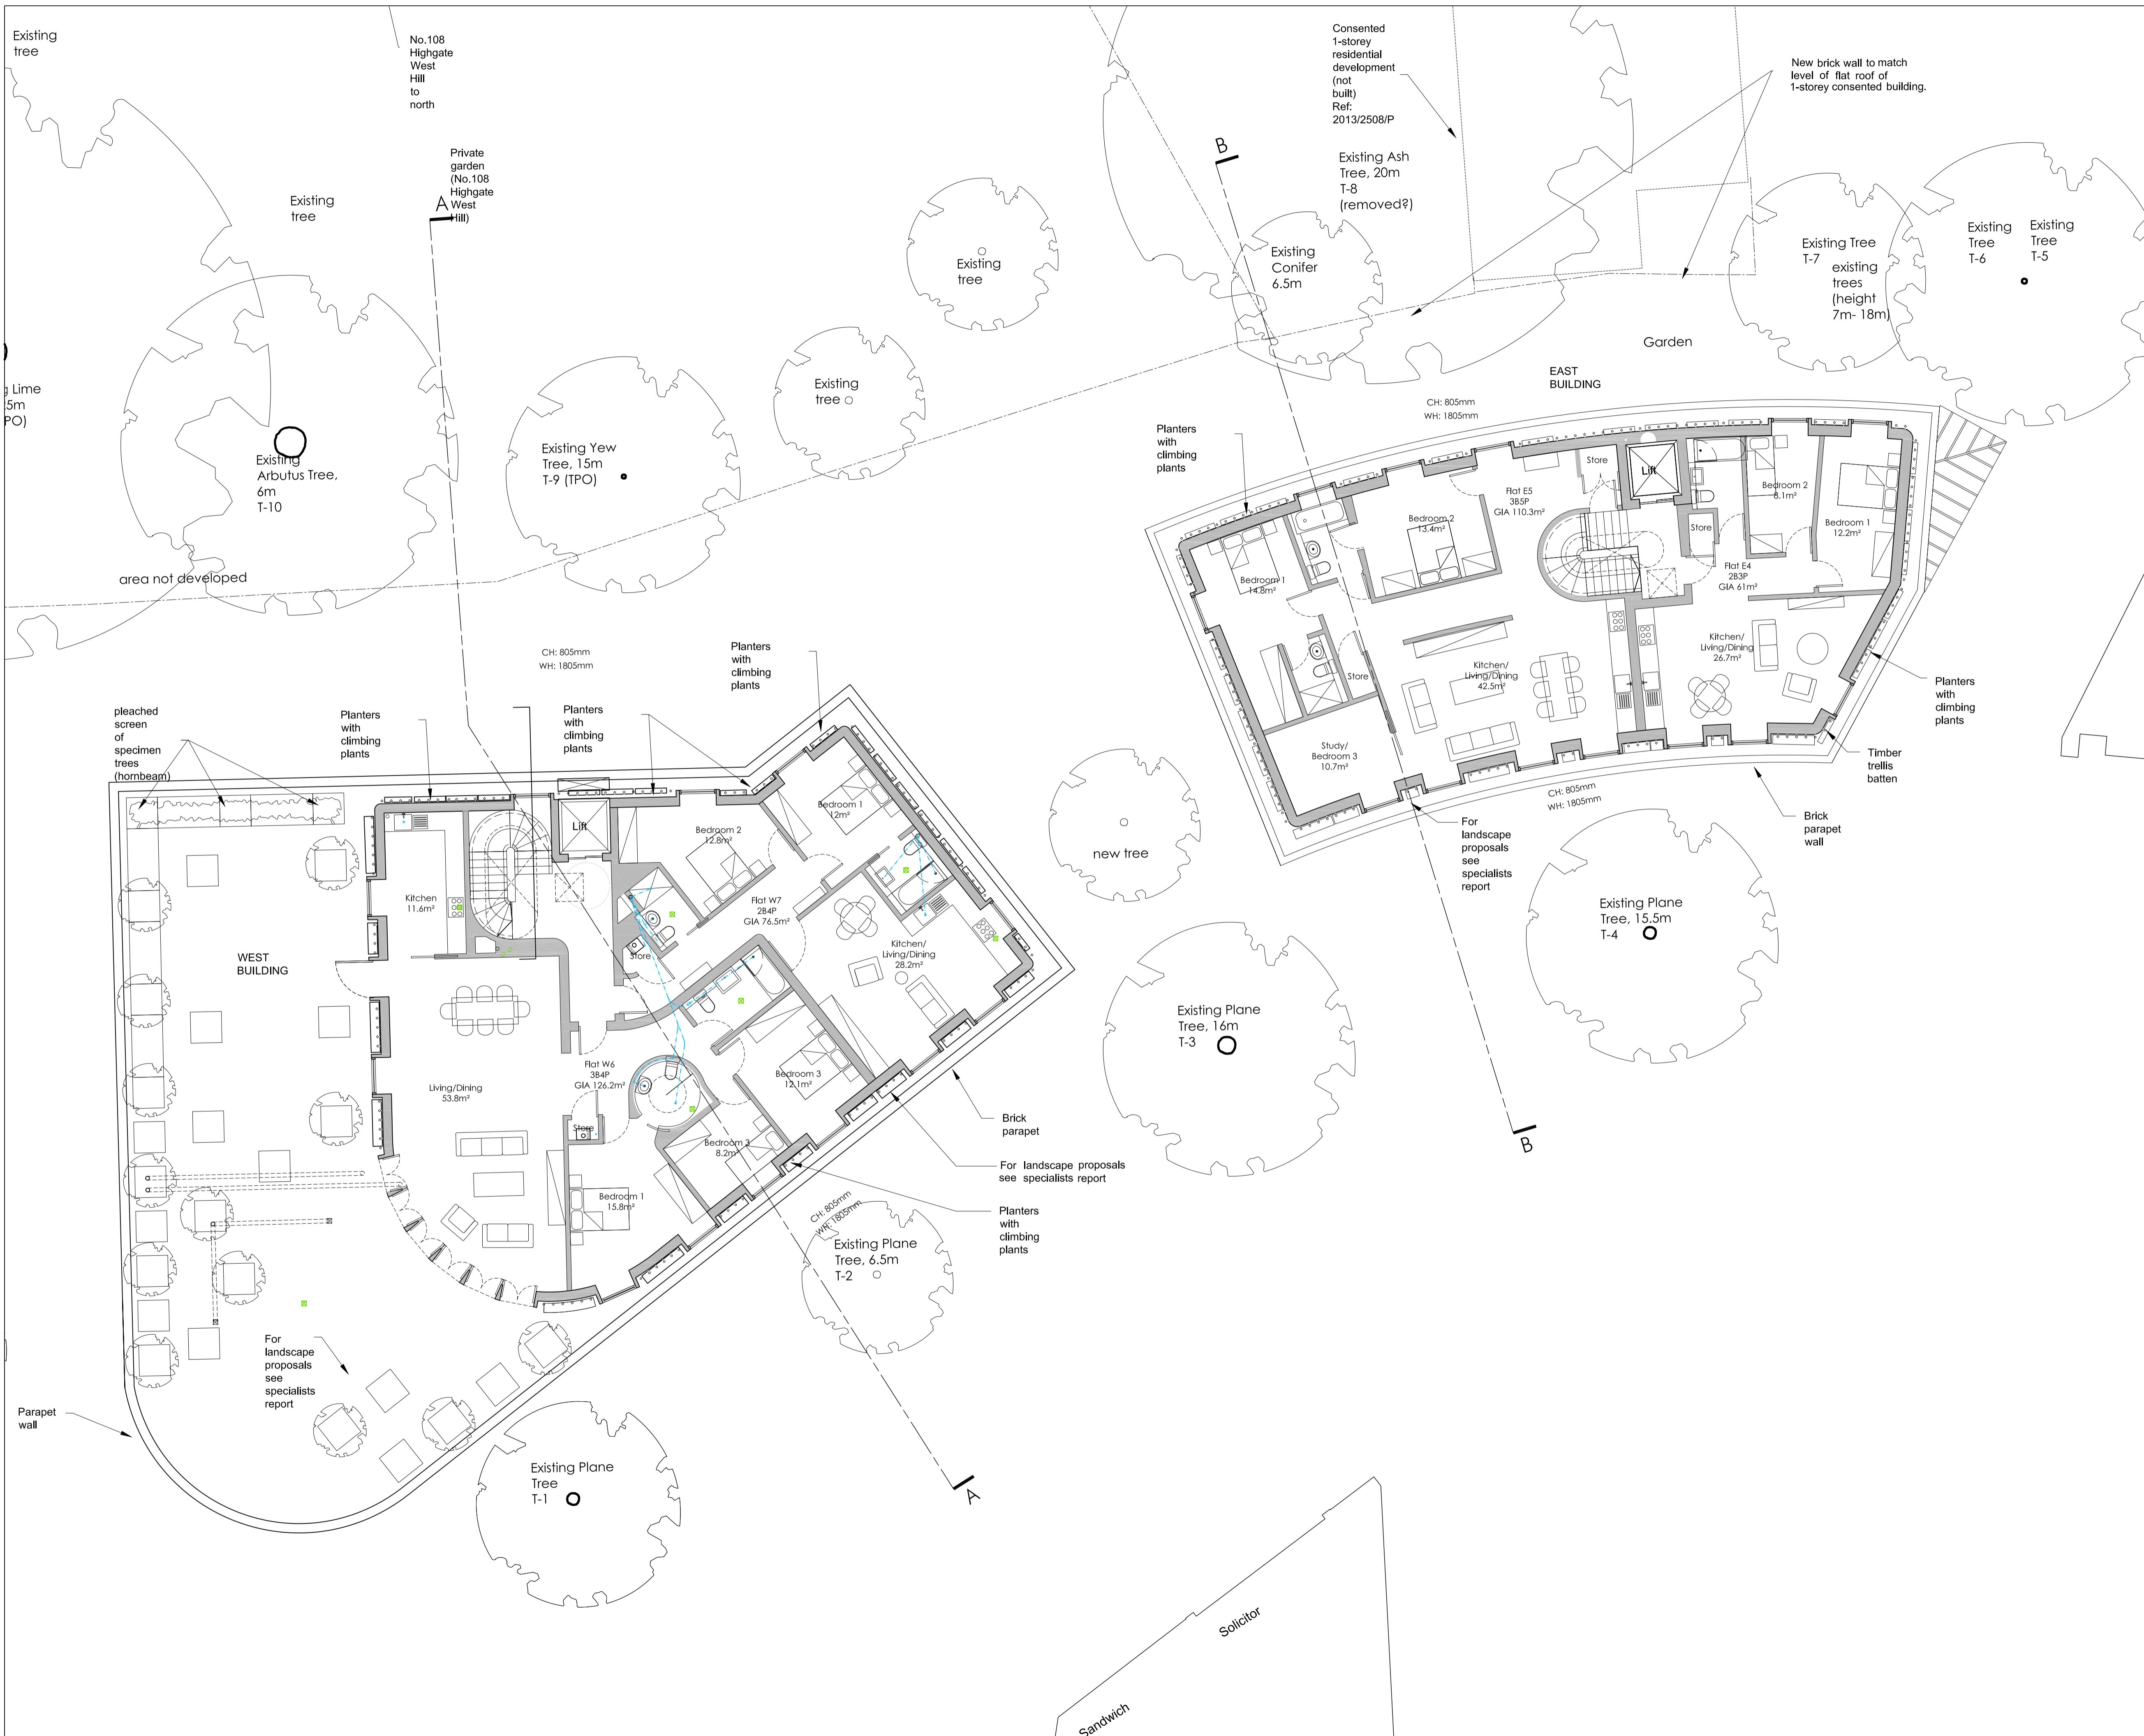 Existing
tree
No.108
Highgate
West
Hill
to
north
Consented
1-storey
residential
development
(not
built)
Ref:
2013/2508/P
New brick wall to match
level of flat roof of
1-storey consented building.
Private
garden
(No.108
Highgate
West
Hill)
A
B
Existing Ash
Tree, 20m
T-8
(removed?)
Existing
tree
Existing
tree
Existing
Conifer
6.5m
Existing Tree
T-7
existing
trees
(height
7m- 18m)
Existing
Tree
T-6
Existing
Tree
T-5
Garden
EAST
BUILDING
Lime
5m
PO)
Existing
tree
Existing
Arbutus Tree,
6m
T-10
Existing Yew
Tree, 15m
T-9 (TPO)
area not developed
CH: 805mm
WH: 1805mm
Planters
with
climbing
plants
Store
Lift
Flat E5
3B5P
GIA 110.3m²
Bedroom 2
13.4m²
Bedroom 1
14.8m²
Bedroom 2
8.1m²
Bedroom 1
12.2m²
Store
Flat E4
2B3P
GIA 61m²
Kitchen/
Living/Dining
26.7m²
Kitchen/
Living/Dining
42.5m²
Store
Study/
Bedroom 3
10.7m²
Planters
with
climbing
plants
Timber
trellis
batten
Brick
parapet
wall
CH: 805mm
WH: 1805mm
For
landscape
proposals
see
specialists
report
CH: 805mm
WH: 1805mm
Planters
with
climbing
plants
pleached
screen
of
specimen
trees
(hornbeam)
Planters
with
climbing
plants
Planters
with
climbing
plants
Lift
Bedroom 2
12.8m²
Bedroom 1
12m²
Kitchen
11.6m²
Flat W7
2B4P
GIA 76.5m²
Store
Kitchen/
Living/Dining
28.2m²
WEST
BUILDING
new tree
Existing Plane
Tree, 15.5m
T-4
Existing Plane
Tree, 16m
T-3
Flat W6
3B4P
GIA 126.2m²
Living/Dining
53.8m²
Bedroom 3
12.1m²
Store
Bedroom 3
8.2m²
Bedroom 1
15.8m²
Brick
parapet
For landscape proposals
see specialists report
Planters
with
climbing
plants
B
CH: 805mm
WH: 1805mm
Existing Plane
Tree, 6.5m
T-2
For
landscape
proposals
see
specialists
report
Parapet
wall
Existing Plane
Tree
T-1
A
Solicitor
Sandwich